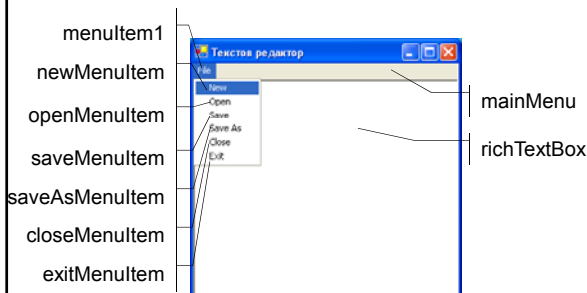 menuItem1
newMenuItem
openMenuItem
saveMenuItem
saveAsMenuItem
closeMenuItem
exitMenuItem
Текстов редактор
File
New
Open
Save
Save As
Close
Exit
mainMenu
richTextBox